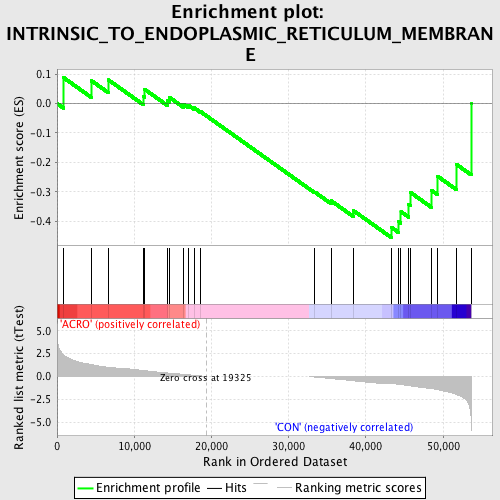 Enrichment plot:
INTRINSIC_TO_ENDOPLASMIC_RETICULUM_MEMBRAN
E
Enrichment score (ES)
0.1
0.0
-0.1
-0.2
-0.3
-0.4
'ACRO' (positively correlated)
Ranked list metric (tTest)
5.0
2.5
0.0
-2.5
-5.0
Zero cross at 19325
'CON' (negatively correlated)
0
10,000
20,000
30,000
40,000
50,000
Rank in Ordered Dataset
Enrichment profile
Hits
Ranking metric scores